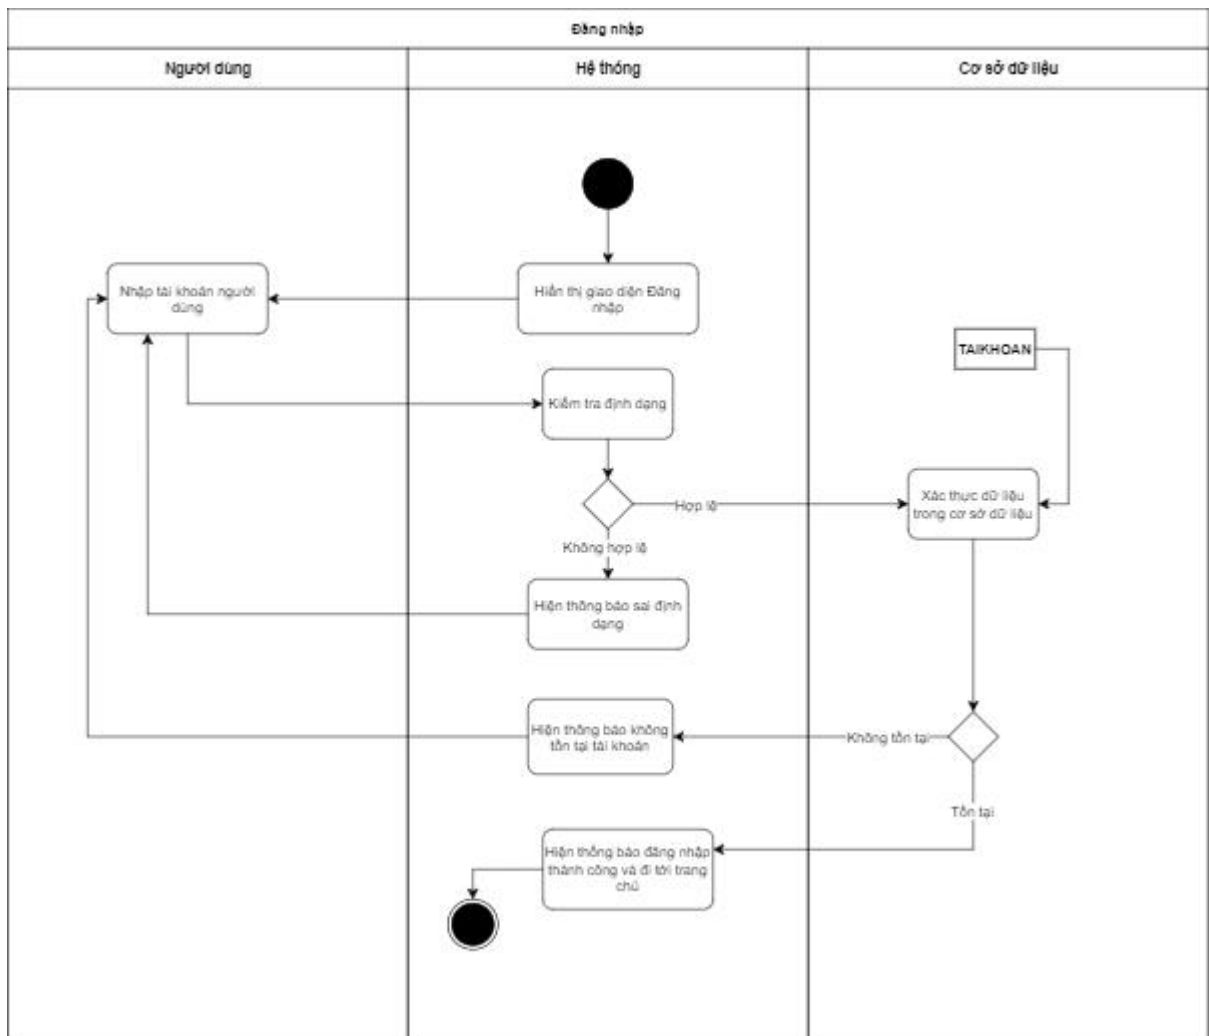 Đăng nhập
Người dùng
Hệ thống
Cơ sở dữ liệu
Hiển thị giao diện Đăng
nhập
Nhập tài khoản người
dùng
TAIKHOAN
Kiểm tra định dạng
Hợp lệ
Xác thực dữ liệu
trong cơ sở dữ liệu
Không hợp lệ
Hiện thông báo sai định
dạng
Không tồn tại
Hiện thông báo không
tồn tại tài khoản
Tồn tại
Hiện thông báo đăng nhập
thành công và đi tới trang
chủ